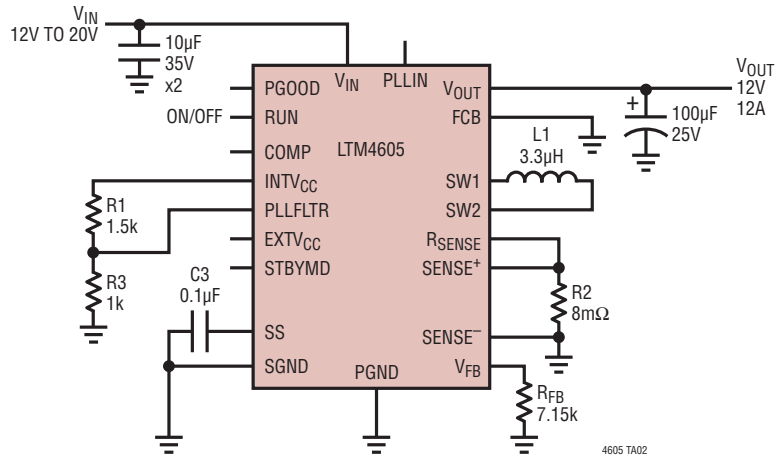 VIN
12V TO 20V
10µF
35V
x2
VIN
PLLIN
PGOOD
ON/OFF
RUN
COMP
INTVCC
PLLFLTR
EXTVCC
STBYMD
SS
SGND
PGND
LTM4605
VOUT
FCB
SW1
SW2
RSENSE
SENSE+
SENSE–
VFB
VOUT
12V
12A
+
100µF
25V
L1
3.3µH
R1
1.5k
R3
1k
C3
0.1µF
R2
8mΩ
RFB
7.15k
4605 TA02